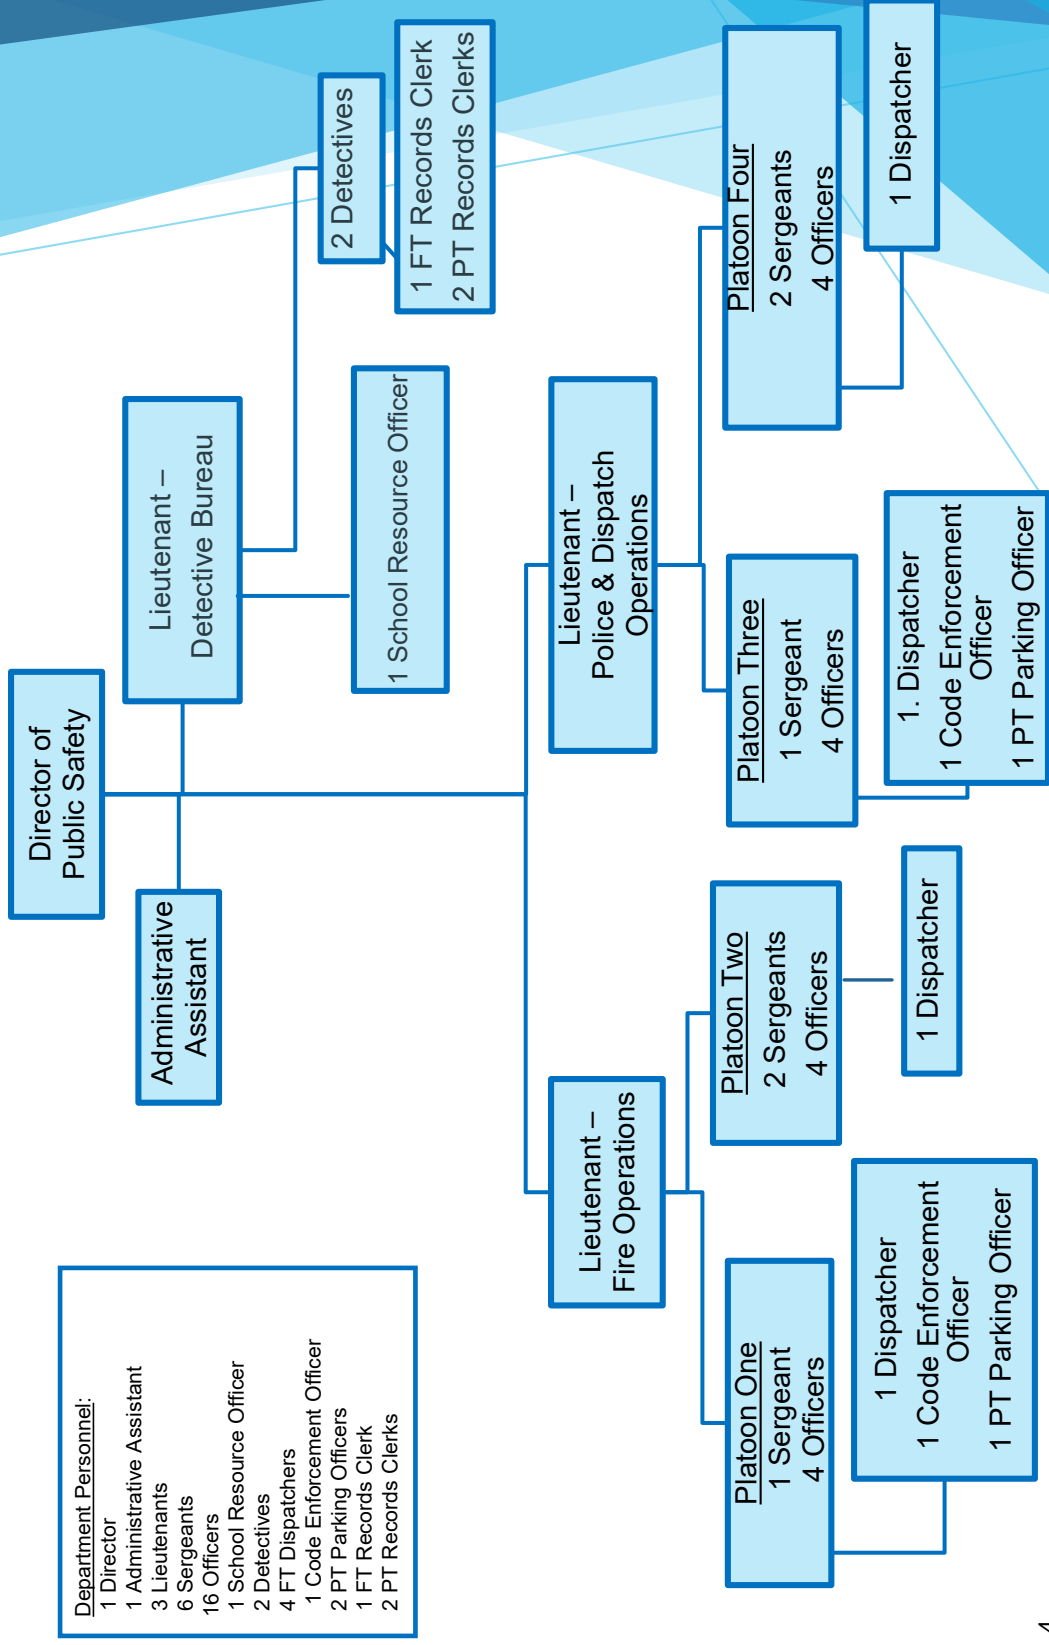 Director of
Public Safety
Administrative
Assistant
Lieutenant –
Detective Bureau
2 Detectives
1 FT Records Clerk
2 PT Records Clerks
1 School Resource Officer
Department Personnel:
1 Director
1 Administrative Assistant
3 Lieutenants
6 Sergeants
16 Officers
1 School Resource Officer
2 Detectives
4 FT Dispatchers
1 Code Enforcement Officer
2 PT Parking Officers
1 FT Records Clerk
2 PT Records Clerks
Lieutenant –
Fire Operations
Lieutenant –
Police & Dispatch
Operations
Platoon One
1 Sergeant
4 Officers
Platoon Two
2 Sergeants
4 Officers
Platoon Three
1 Sergeant
4 Officers
Platoon Four
2 Sergeants
4 Officers
1 Dispatcher
1 Code Enforcement
Officer
1 PT Parking Officer
1 Dispatcher
1. Dispatcher
1 Code Enforcement
Officer
1 PT Parking Officer
1 Dispatcher
4